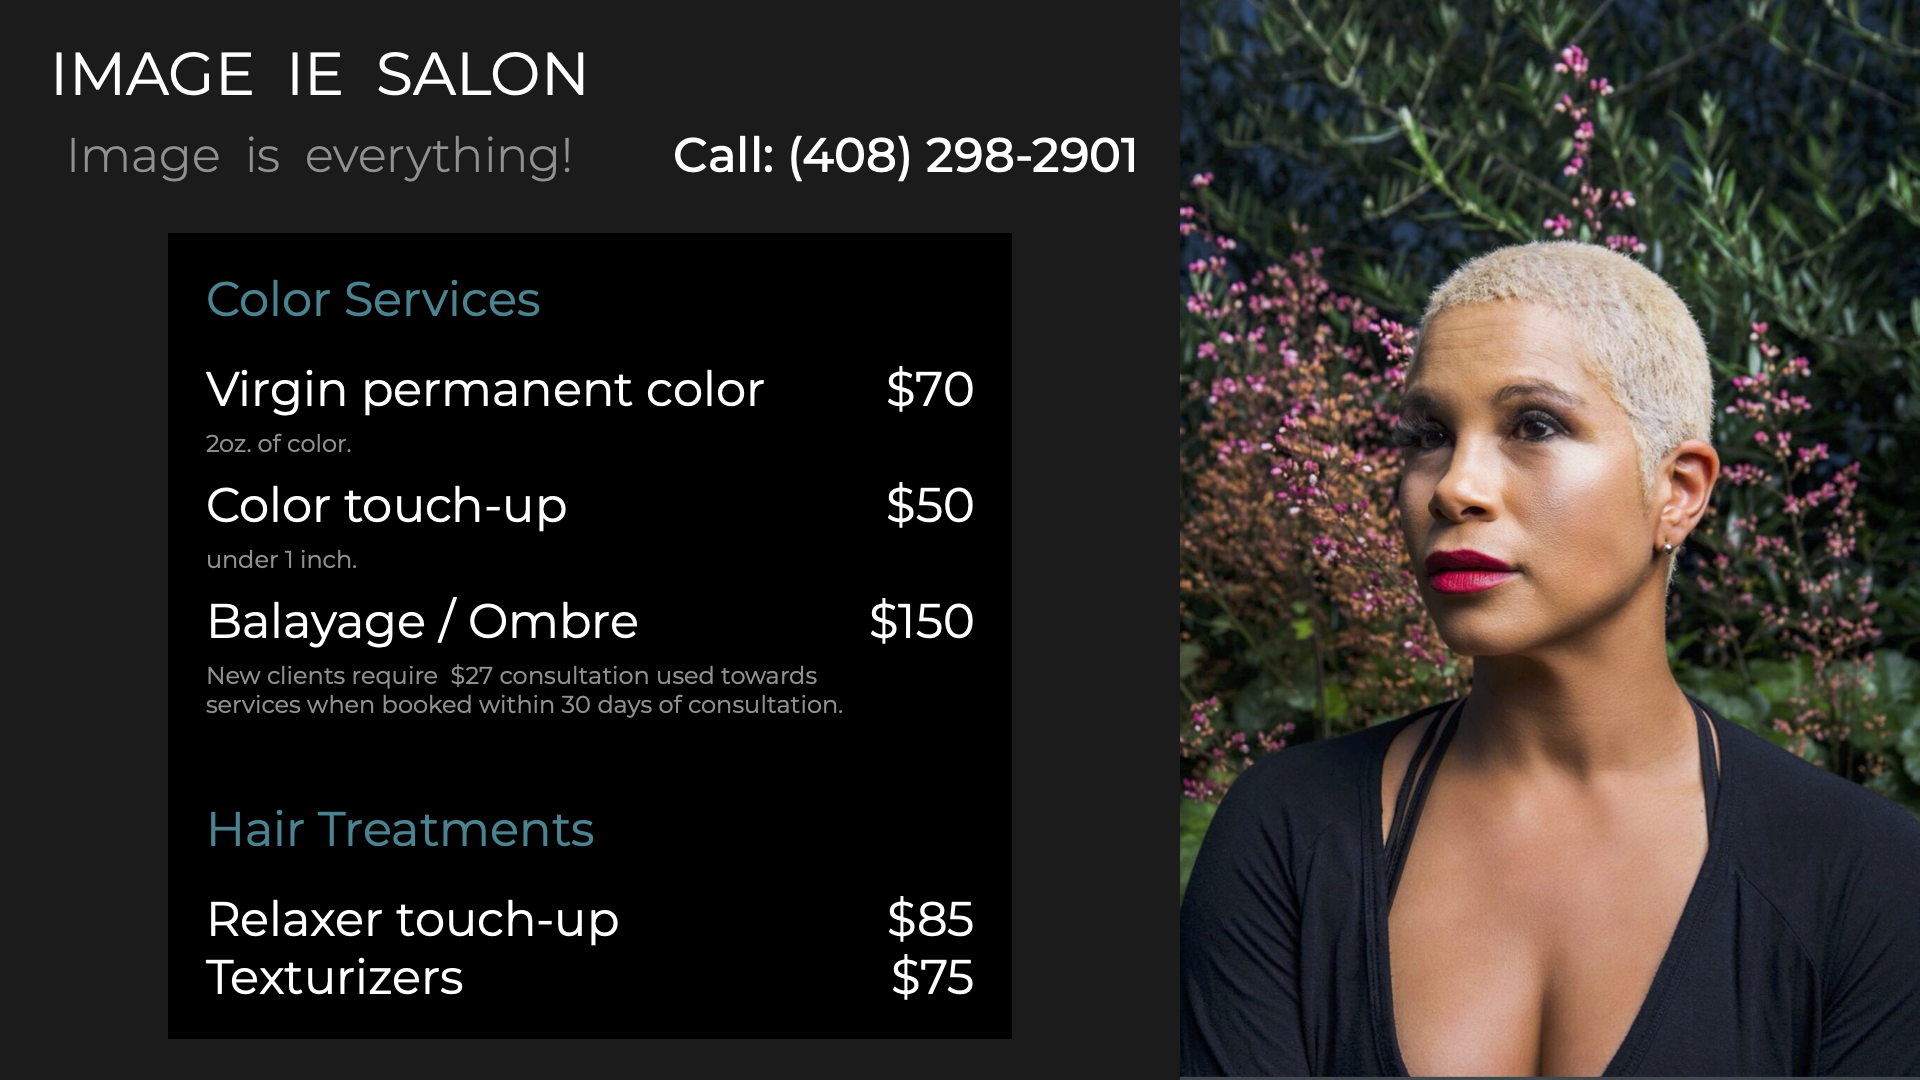 IMAGE IE SALON
Image is everything!
Call: (408) 298-2901
Color Services
Virgin permanent color $70
2oz. of color.
Color touch-up $50
under 1 inch.
Balayage / Ombre $150
New clients require $27 consultation used towards
services when booked within 30 days of consultation.
Hair Treatments
Relaxer touch-up $85
Texturizers $75